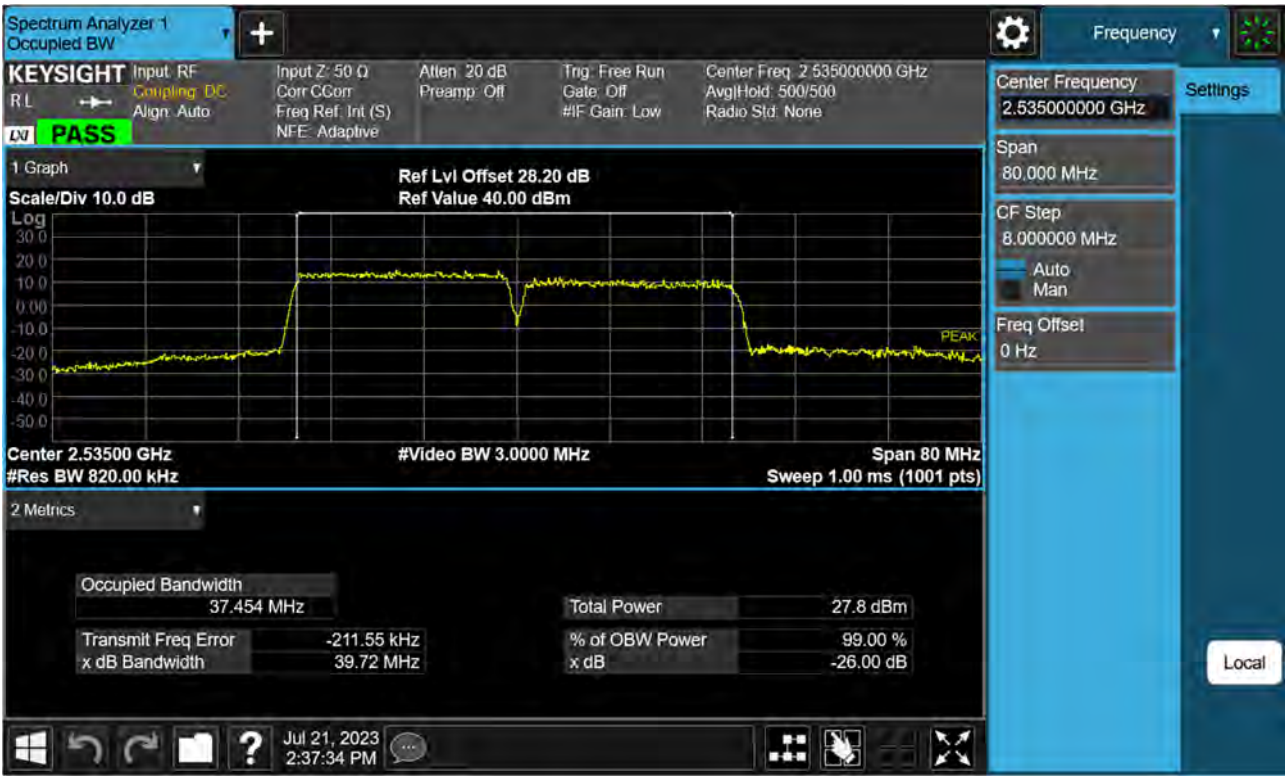 Spectrum Analyzer 1
Occupied BW
+
Frequency
KEYSIGHT
R L
LXI
PASS
Input: RF
Coupling: DC
Align: Auto
Input Z: 50 Ω
Corr CCorr
Freq Ref: Int (S)
NFE: Adaptive
Atten: 20 dB
Preamp: Off
Trig: Free Run
Gate: Off
#IF Gain: Low
Center Freq: 2.535000000 GHz
Avg|Hold: 500/500
Radio Std: None
1 Graph
Scale/Div 10.0 dB
Ref Lvl Offset 28.20 dB
Ref Value 40.00 dBm
Log
30.0
20.0
10.0
0.00
-10.0
-20.0
-30.0
-40.0
-50.0
PEAK
Center 2.53500 GHz
#Video BW 3.0000 MHz
Span 80 MHz
#Res BW 820.00 kHz
Sweep 1.00 ms (1001 pts)
2 Metrics
Occupied Bandwidth
37.454 MHz
Transmit Freq Error -211.55 kHz
x dB Bandwidth 39.72 MHz
Total Power 27.8 dBm
% of OBW Power 99.00 %
x dB -26.00 dB
Center Frequency
2.535000000 GHz
Span
80.000 MHz
CF Step
8.000000 MHz
Auto
Man
Freq Offset
0 Hz
Settings
Local
?
Jul 21, 2023
2:37:34 PM